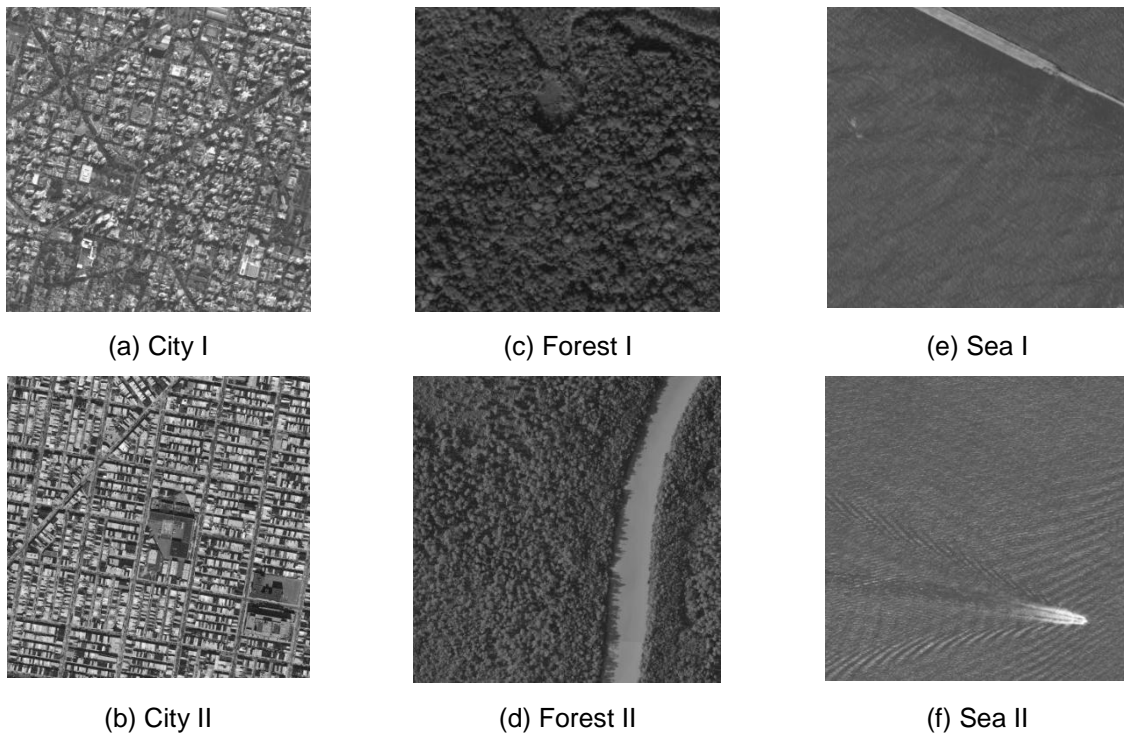 (a) City I
(c) Forest I
(e) Sea I
(b) City II
(d) Forest II
(f) Sea II